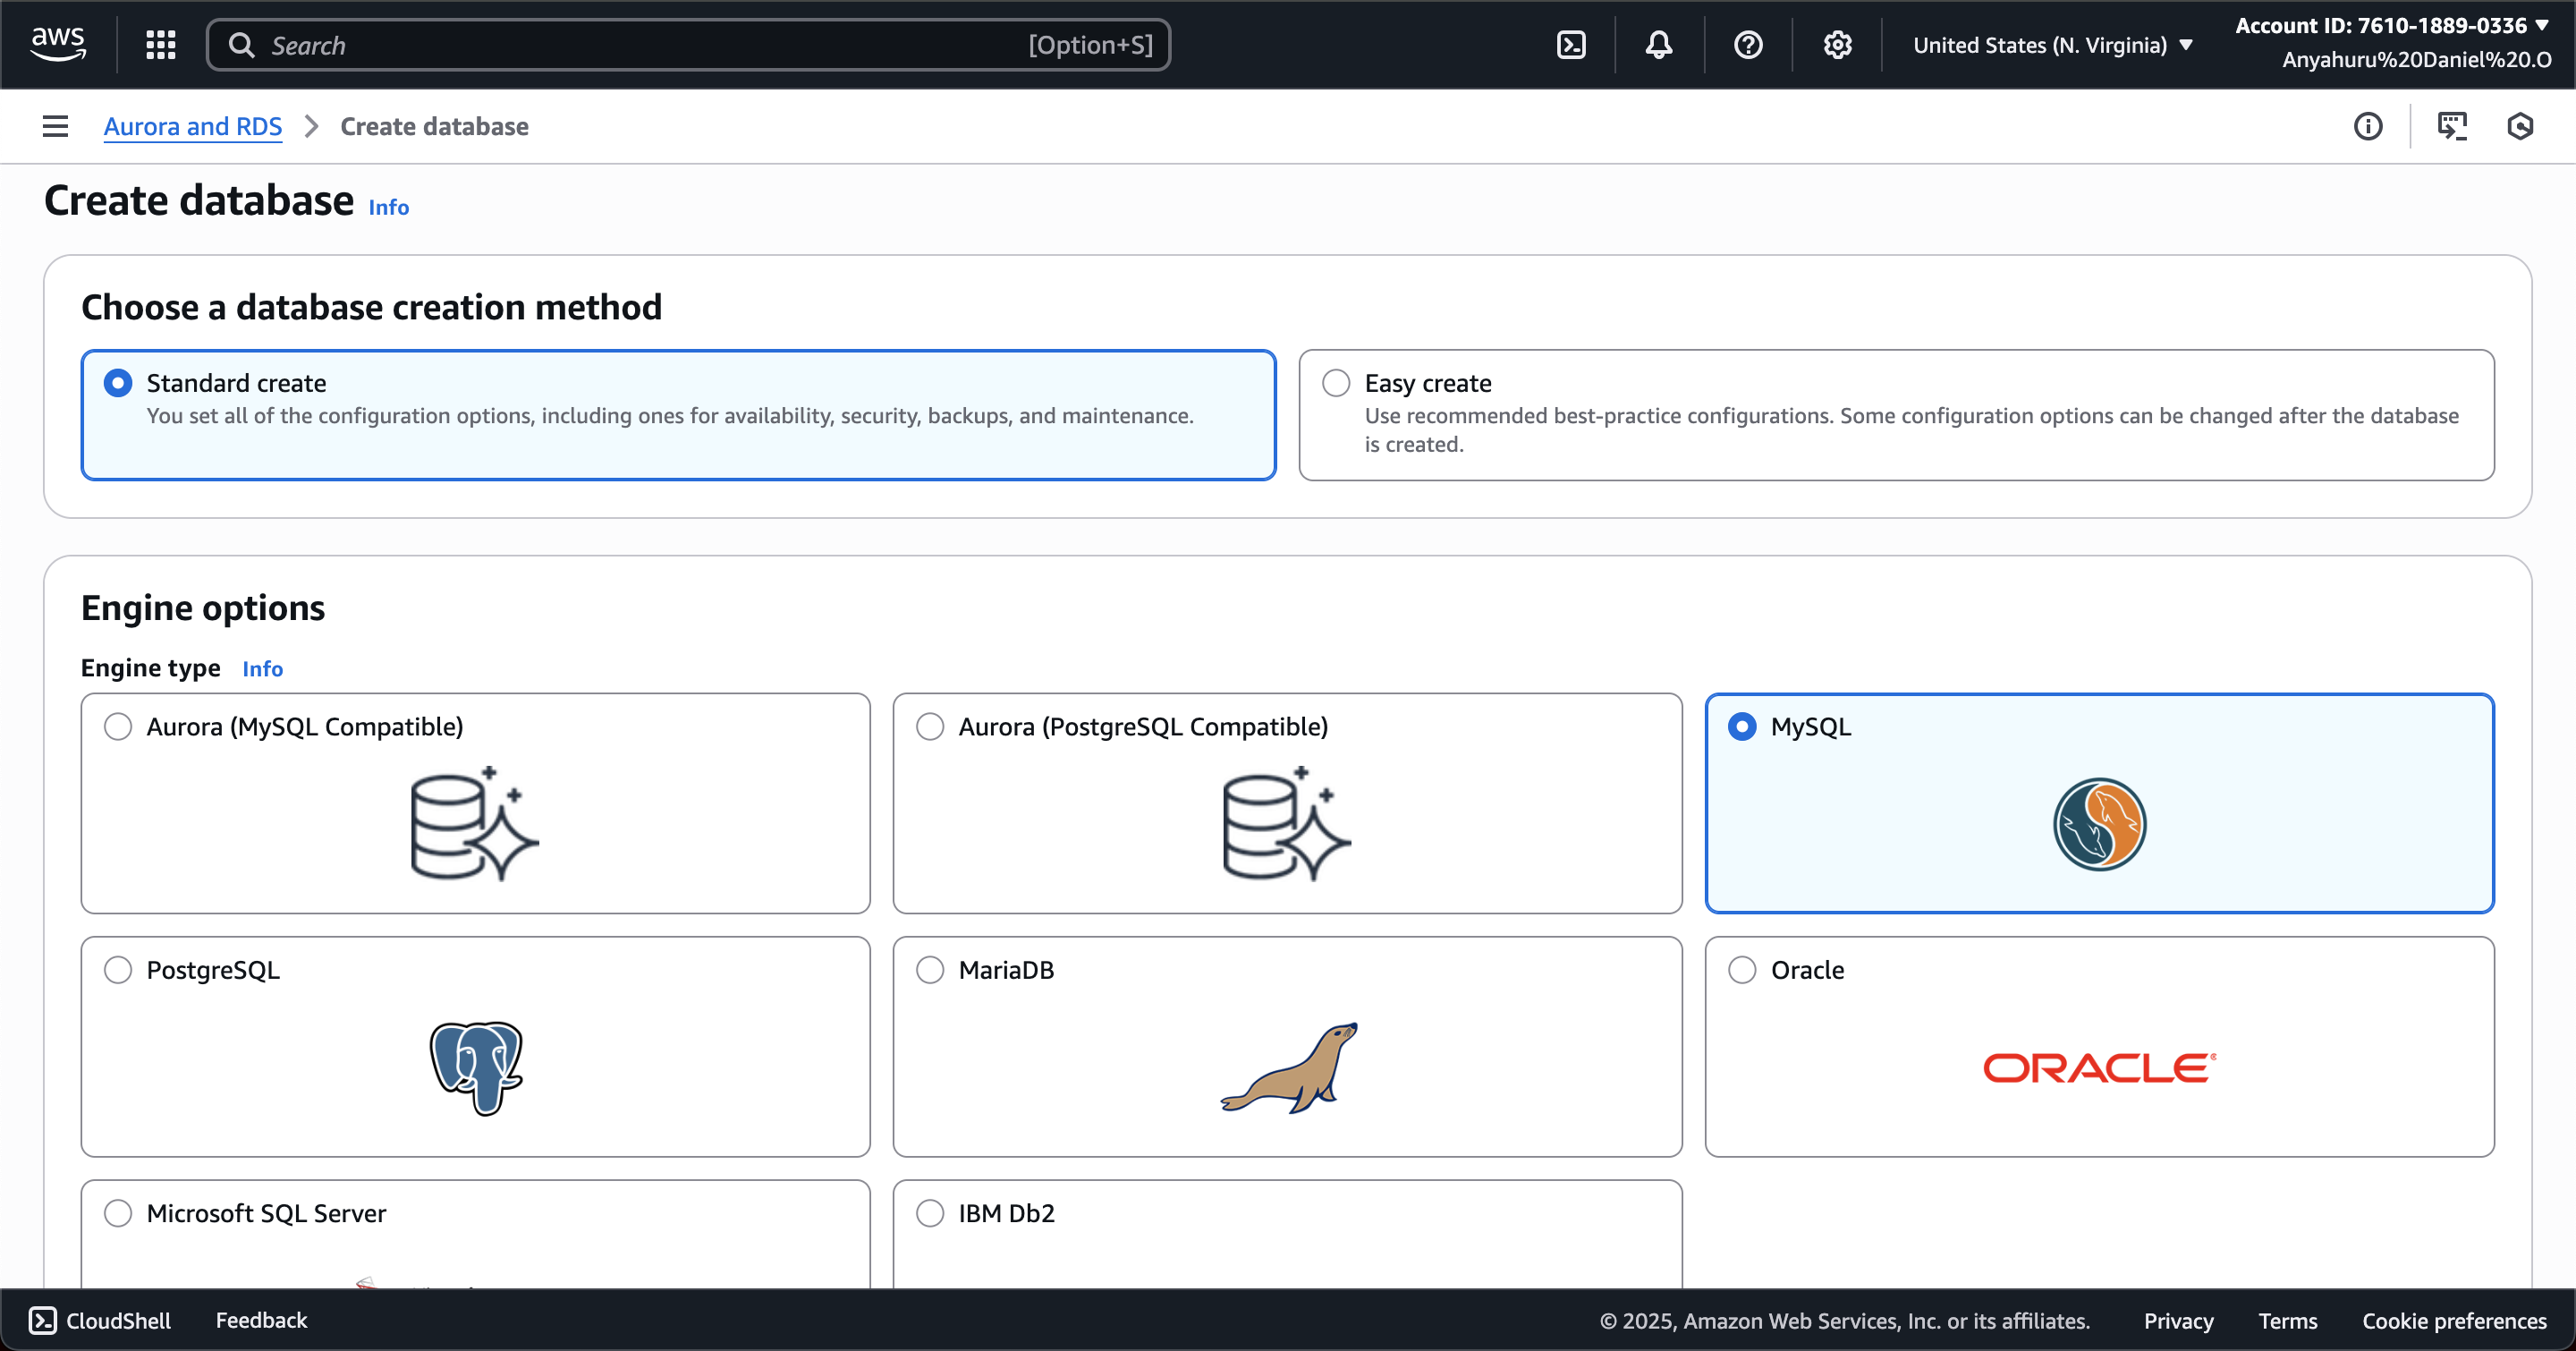 aws
Search [Option+S]
United States (N. Virginia)
Account ID: 7610-1889-0336
Anyahuru%20Daniel%20.O
Aurora and RDS > Create database
Create database Info
Choose a database creation method
Standard create
You set all of the configuration options, including ones for availability, security, backups, and maintenance.
Easy create
Use recommended best-practice configurations. Some configuration options can be changed after the database
is created.
Engine options
Engine type Info
Aurora (MySQL Compatible)
Aurora (PostgreSQL Compatible)
MySQL
PostgreSQL
MariaDB
Oracle
ORACLE
Microsoft SQL Server
IBM Db2
CloudShell Feedback © 2025, Amazon Web Services, Inc. or its affiliates. Privacy Terms Cookie preferences